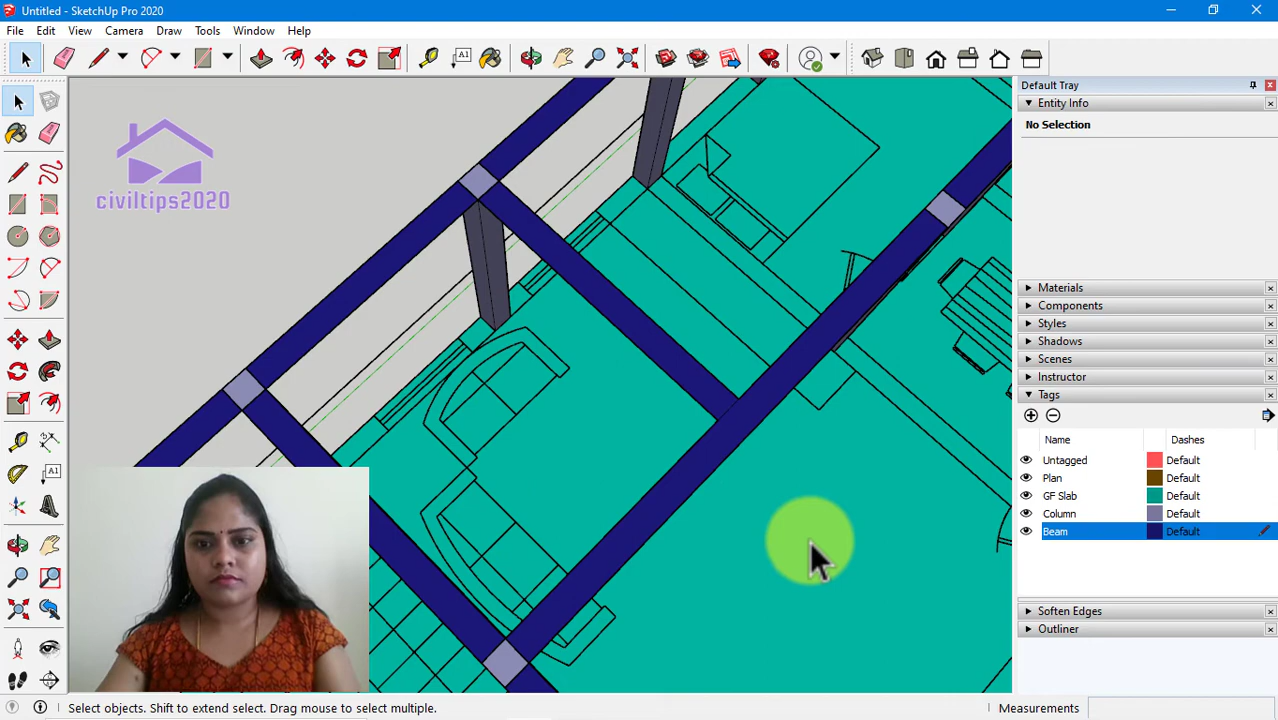 Untitled - SketchUp Pro 2020
File Edit View Camera Draw Tools Window Help
A1
Default Tray
Entity Info
No Selection
civiltips2020
Materials
Components
Styles
Shadows
Scenes
Instructor
Tags
Name Dashes
Untagged Default
Plan Default
GF Slab Default
Column Default
Beam Default
A1
Soften Edges
Outliner
Select objects. Shift to extend select. Drag mouse to select multiple.
Measurements